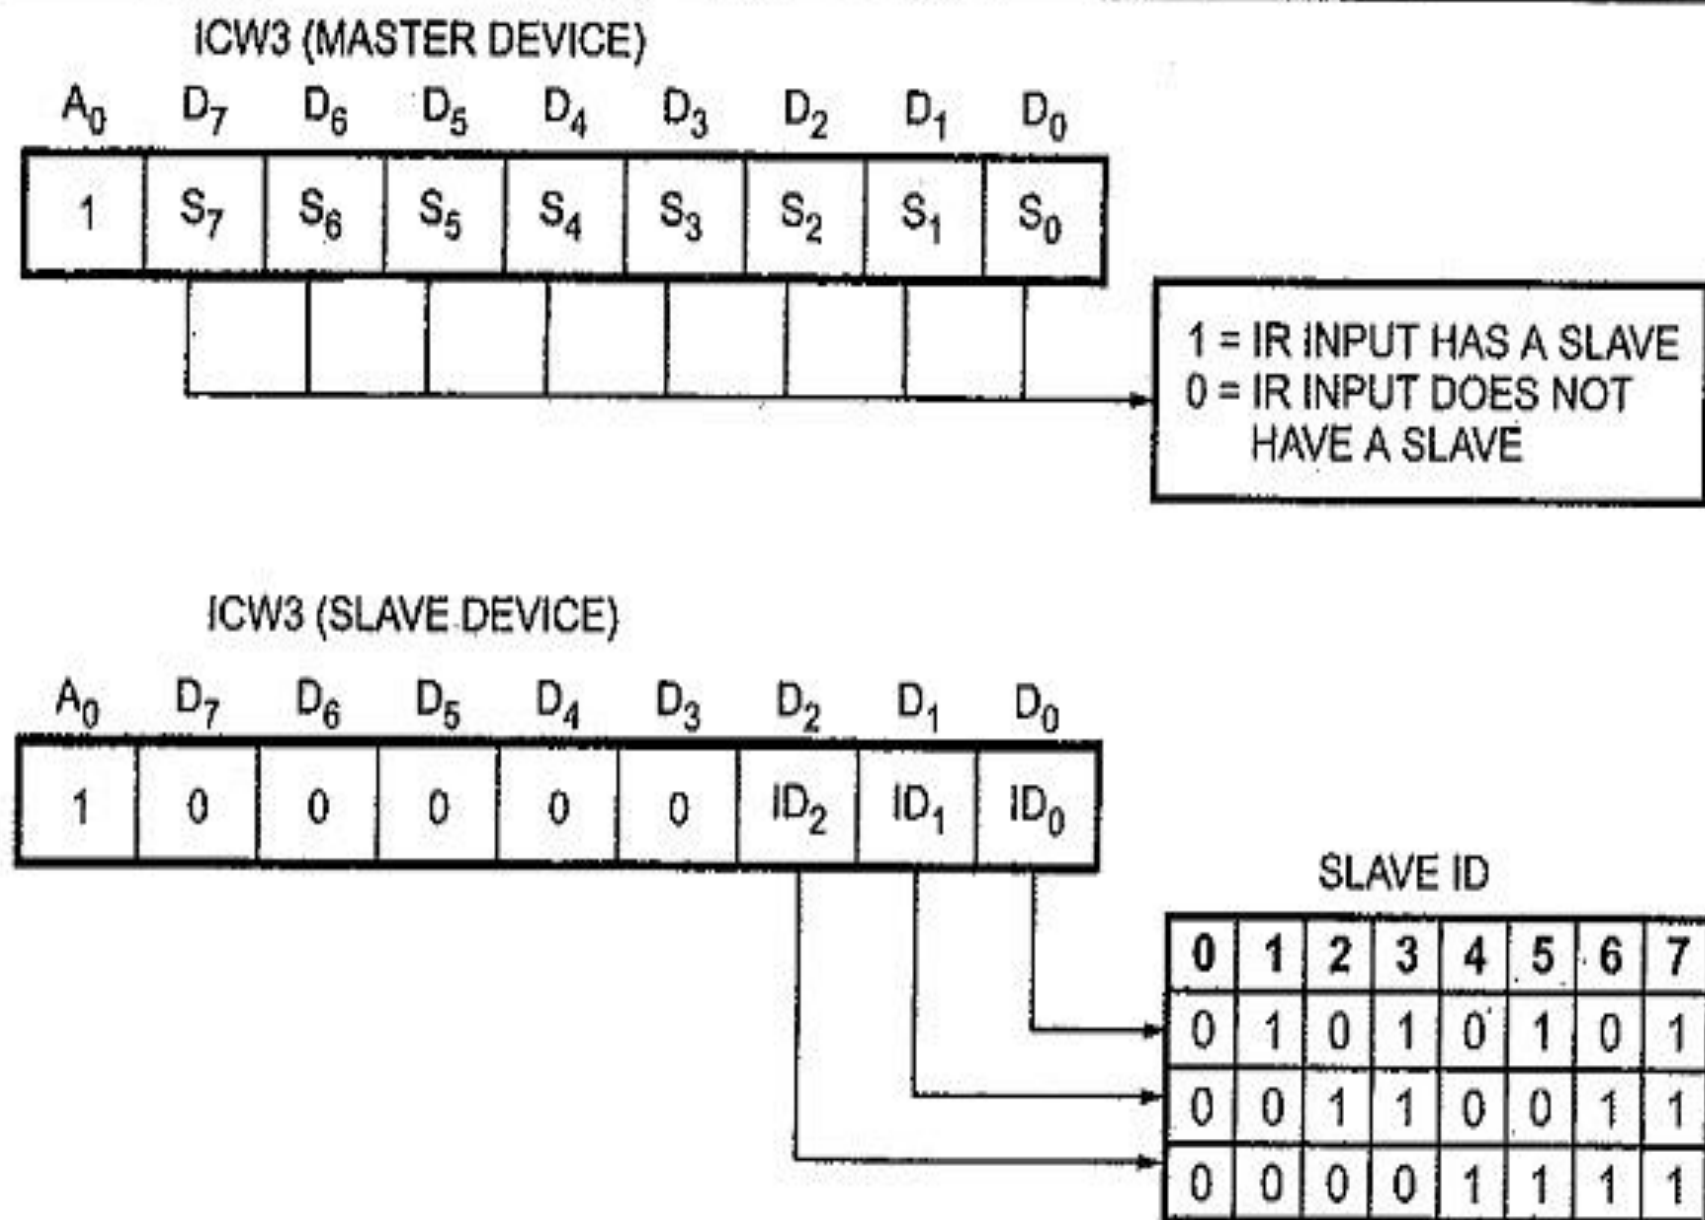 ICW3 (MASTER DEVICE)
A0 D7 D6 D5 D4 D3 D2 D1 D0
1 S7 S6 S5 S4 S3 S2 S1 S0
1 = IR INPUT HAS A SLAVE
0 = IR INPUT DOES NOT
HAVE A SLAVE
ICW3 (SLAVE DEVICE)
A0 D7 D6 D5 D4 D3 D2 D1 D0
1 0 0 0 0 0 ID2 ID1 ID0
SLAVE ID
0 1 2 3 4 5 6 7
0 1 0 1 0 1 0 1
0 0 1 1 0 0 1 1
0 0 0 0 1 1 1 1